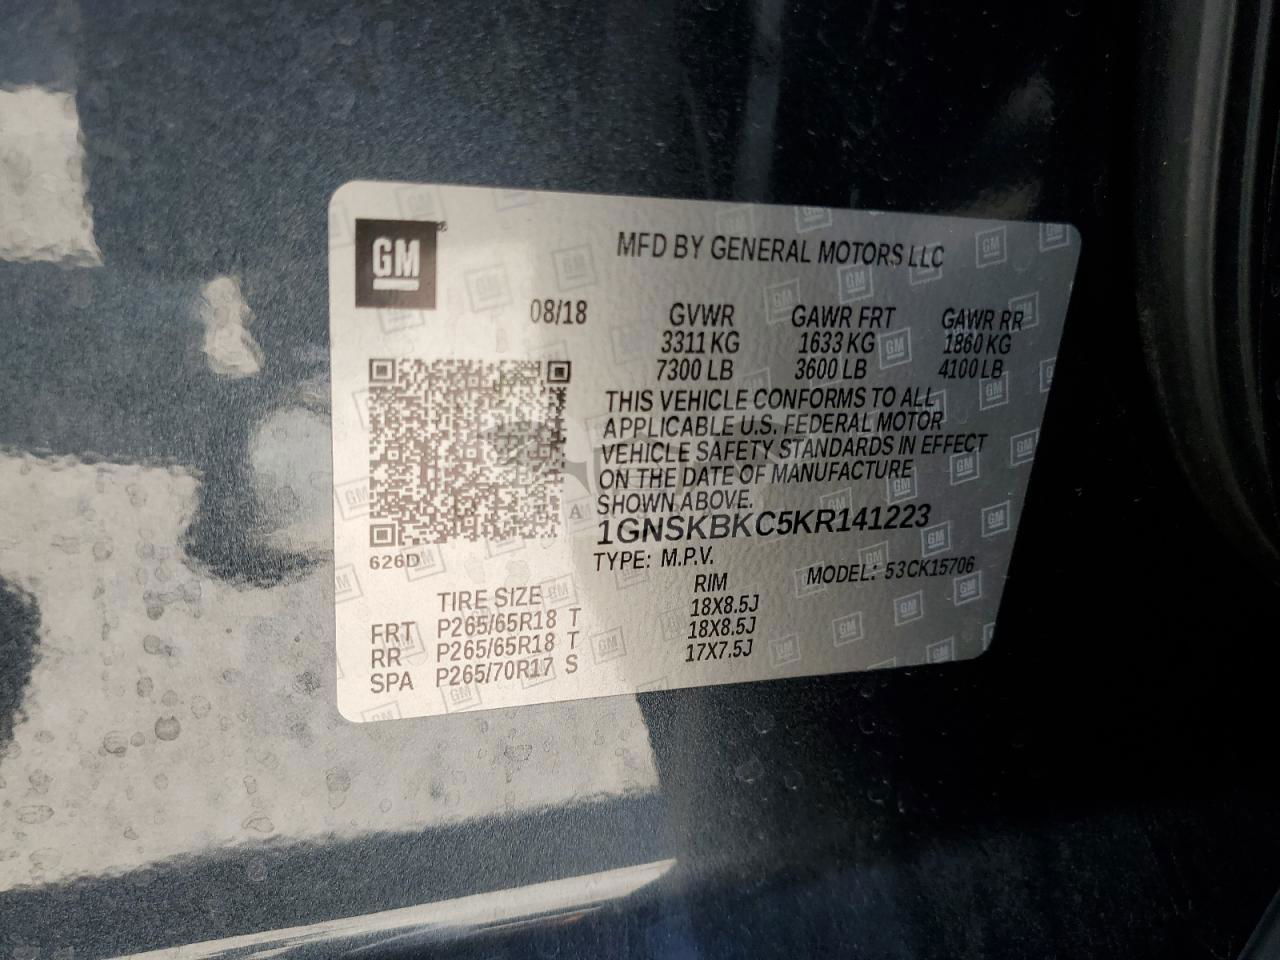 GM
MFD BY GENERAL MOTORS LLC
08/18 GVWR GAWR FRT GAWR RR
3311 KG 1633 KG 1860 KG
7300 LB 3600 LB 4100 LB
THIS VEHICLE CONFORMS TO ALL
APPLICABLE U.S. FEDERAL MOTOR
VEHICLE SAFETY STANDARDS IN EFFECT
ON THE DATE OF MANUFACTURE
SHOWN ABOVE.
1GNSKBKC5KR141223
626D
TYPE: M.P.V. MODEL: 53CK15706
TIRE SIZE RIM
FRT P265/65R18 T 18X8.5J
RR P265/65R18 T 18X8.5J
SPA P265/70R17 S 17X7.5J